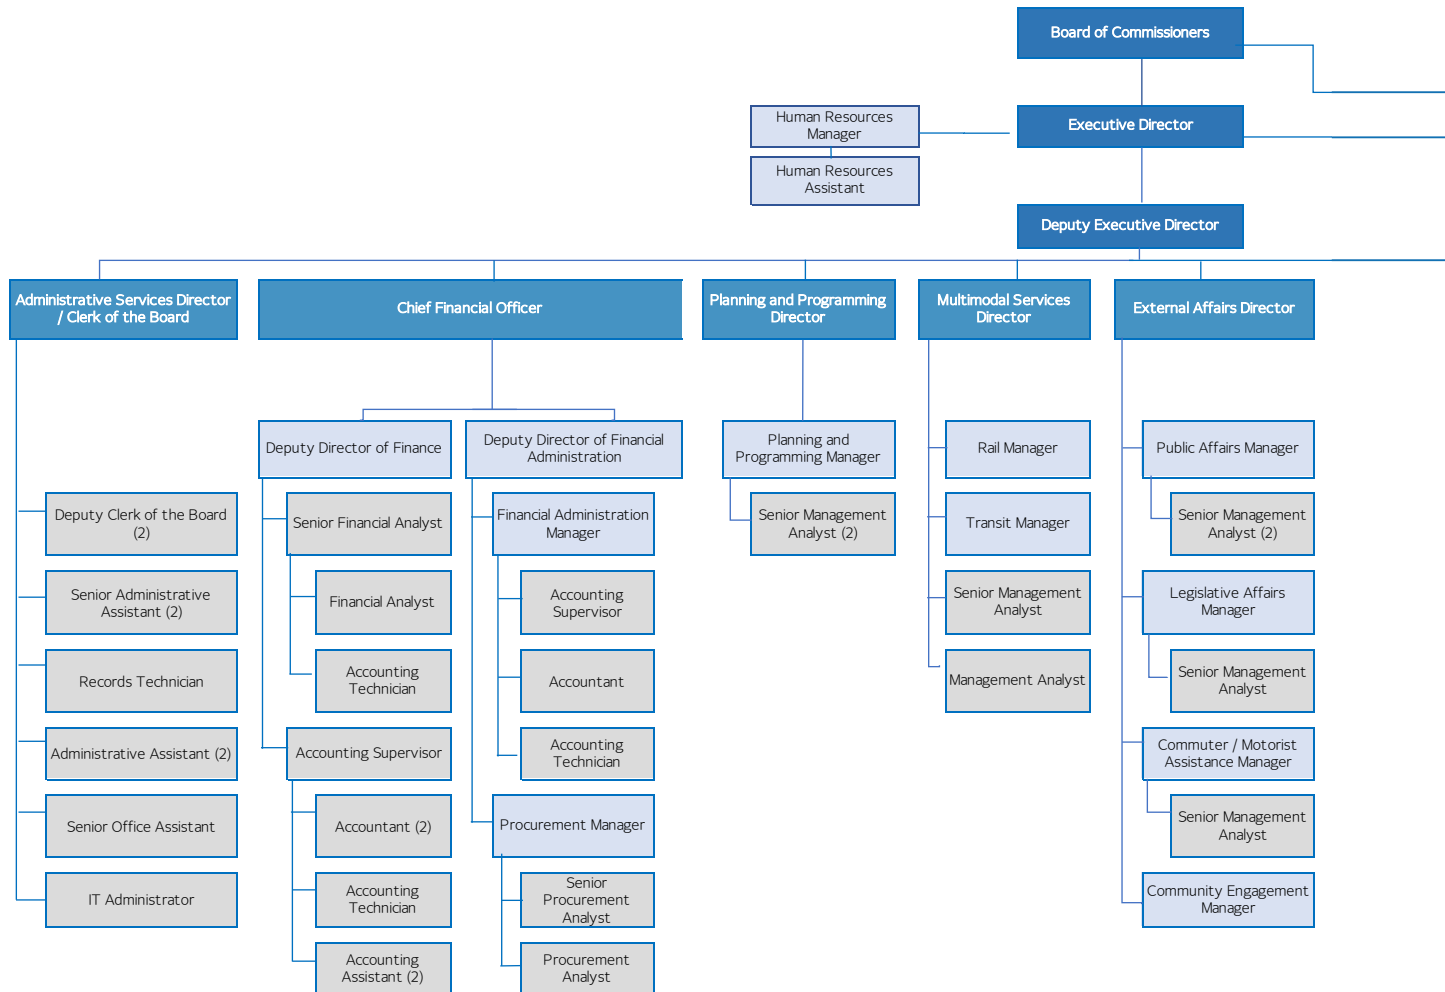 Board of Commissioners
Human Resources
Manager
Executive Director
Human Resources
Assistant
Deputy Executive Director
Administrative Services Director
/ Clerk of the Board
Chief Financial Officer
Planning and Programming
Director
Multimodal Services
Director
External Affairs Director
Deputy Clerk of the Board
(2)
Senior Administrative
Assistant (2)
Records Technician
Administrative Assistant (2)
Senior Office Assistant
IT Administrator
Deputy Director of Finance
Senior Financial Analyst
Financial Analyst
Accounting
Technician
Accounting Supervisor
Accountant (2)
Accounting
Technician
Accounting
Assistant (2)
Deputy Director of Financial
Administration
Financial Administration
Manager
Accounting
Supervisor
Accountant
Accounting
Technician
Procurement Manager
Senior
Procurement
Analyst
Procurement
Analyst
Planning and
Programming Manager
Senior Management
Analyst (2)
Rail Manager
Transit Manager
Senior Management
Analyst
Management Analyst
Public Affairs Manager
Senior Management
Analyst (2)
Legislative Affairs
Manager
Senior Management
Analyst
Commuter / Motorist
Assistance Manager
Senior Management
Analyst
Community Engagement
Manager